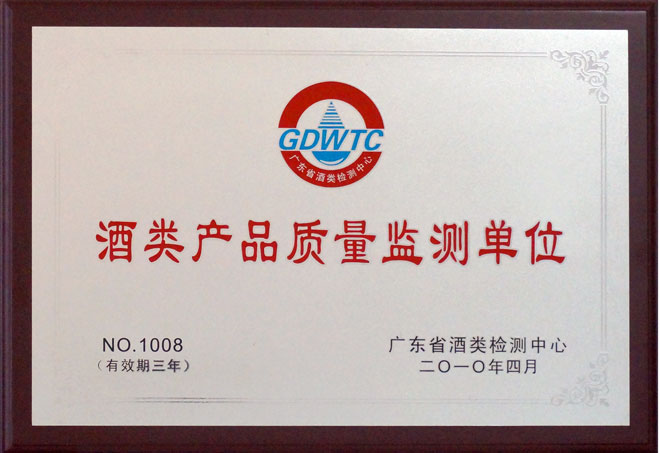 GDWTC
广东省酒类检测中心
酒类产品质量监测单位
NO.1008
（有效期三年）
广东省酒类检测中心
二〇一〇年四月